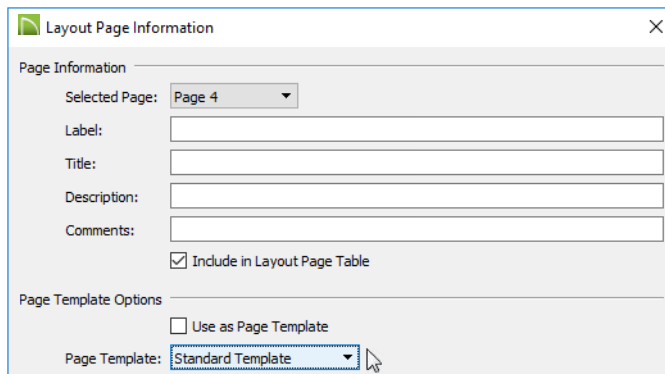 Layout Page Information
Page Information
Selected Page: Page 4
Label:
Title:
Description:
Comments:
Include in Layout Page Table
Page Template Options
Use as Page Template
Page Template: Standard Template